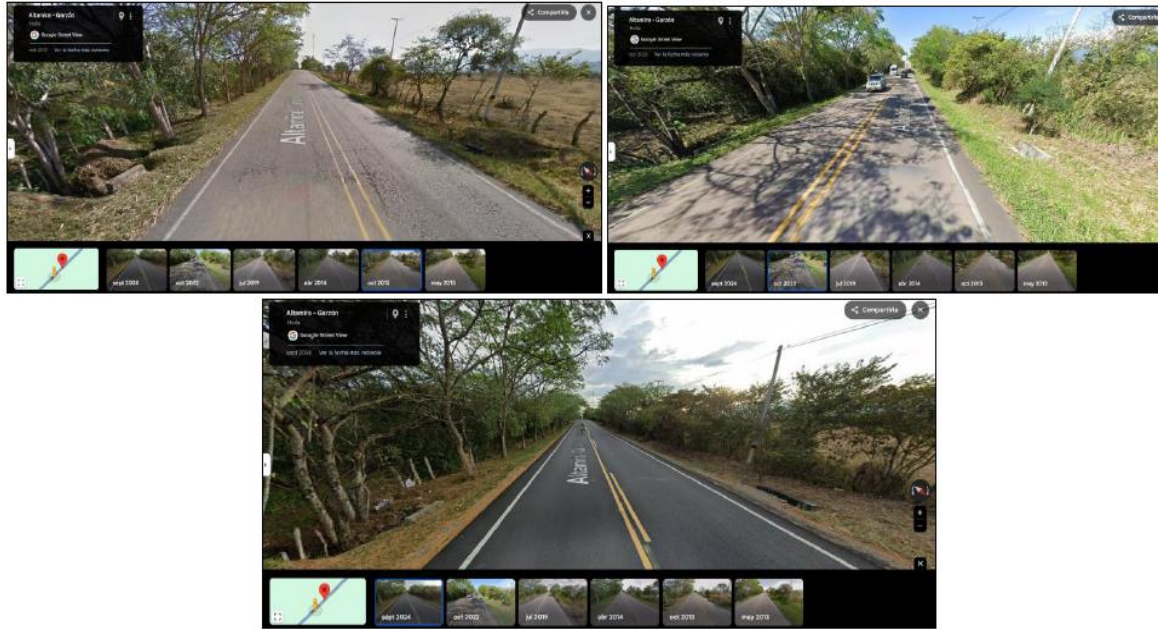 Altamira - Garzón
Huila
Google Street View
oct 2013 Ver la fecha más reciente
Compartir
sept 2024
oct 2022
jul 2019
abr 2014
oct 2013
may 2013
Altamira - Garzón
Huila
Google Street View
oct 2022 Ver la fecha más reciente
Compartir
sept 2024
oct 2022
jul 2019
abr 2014
oct 2013
may 2013
Altamira - Garzón
Huila
Google Street View
sept 2024 Ver la fecha más reciente
Compartir
sept 2024
oct 2022
jul 2019
abr 2014
oct 2013
may 2013